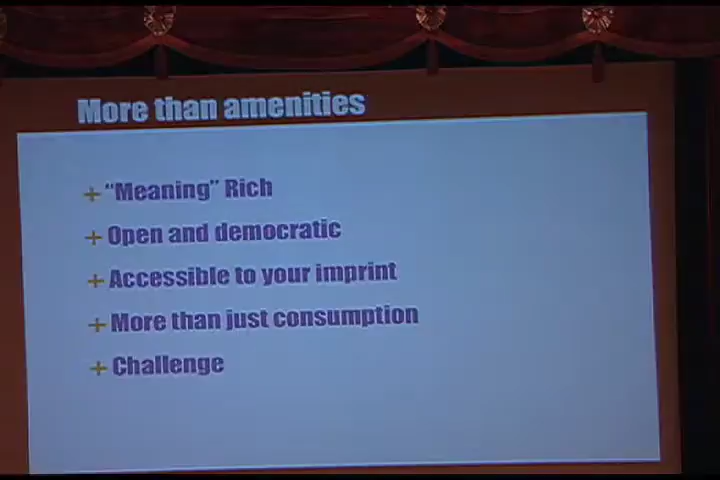 More than amenities
+ "Meaning" Rich
+ Open and democratic
+ Accessible to your imprint
+ More than just consumption
+ Challenge